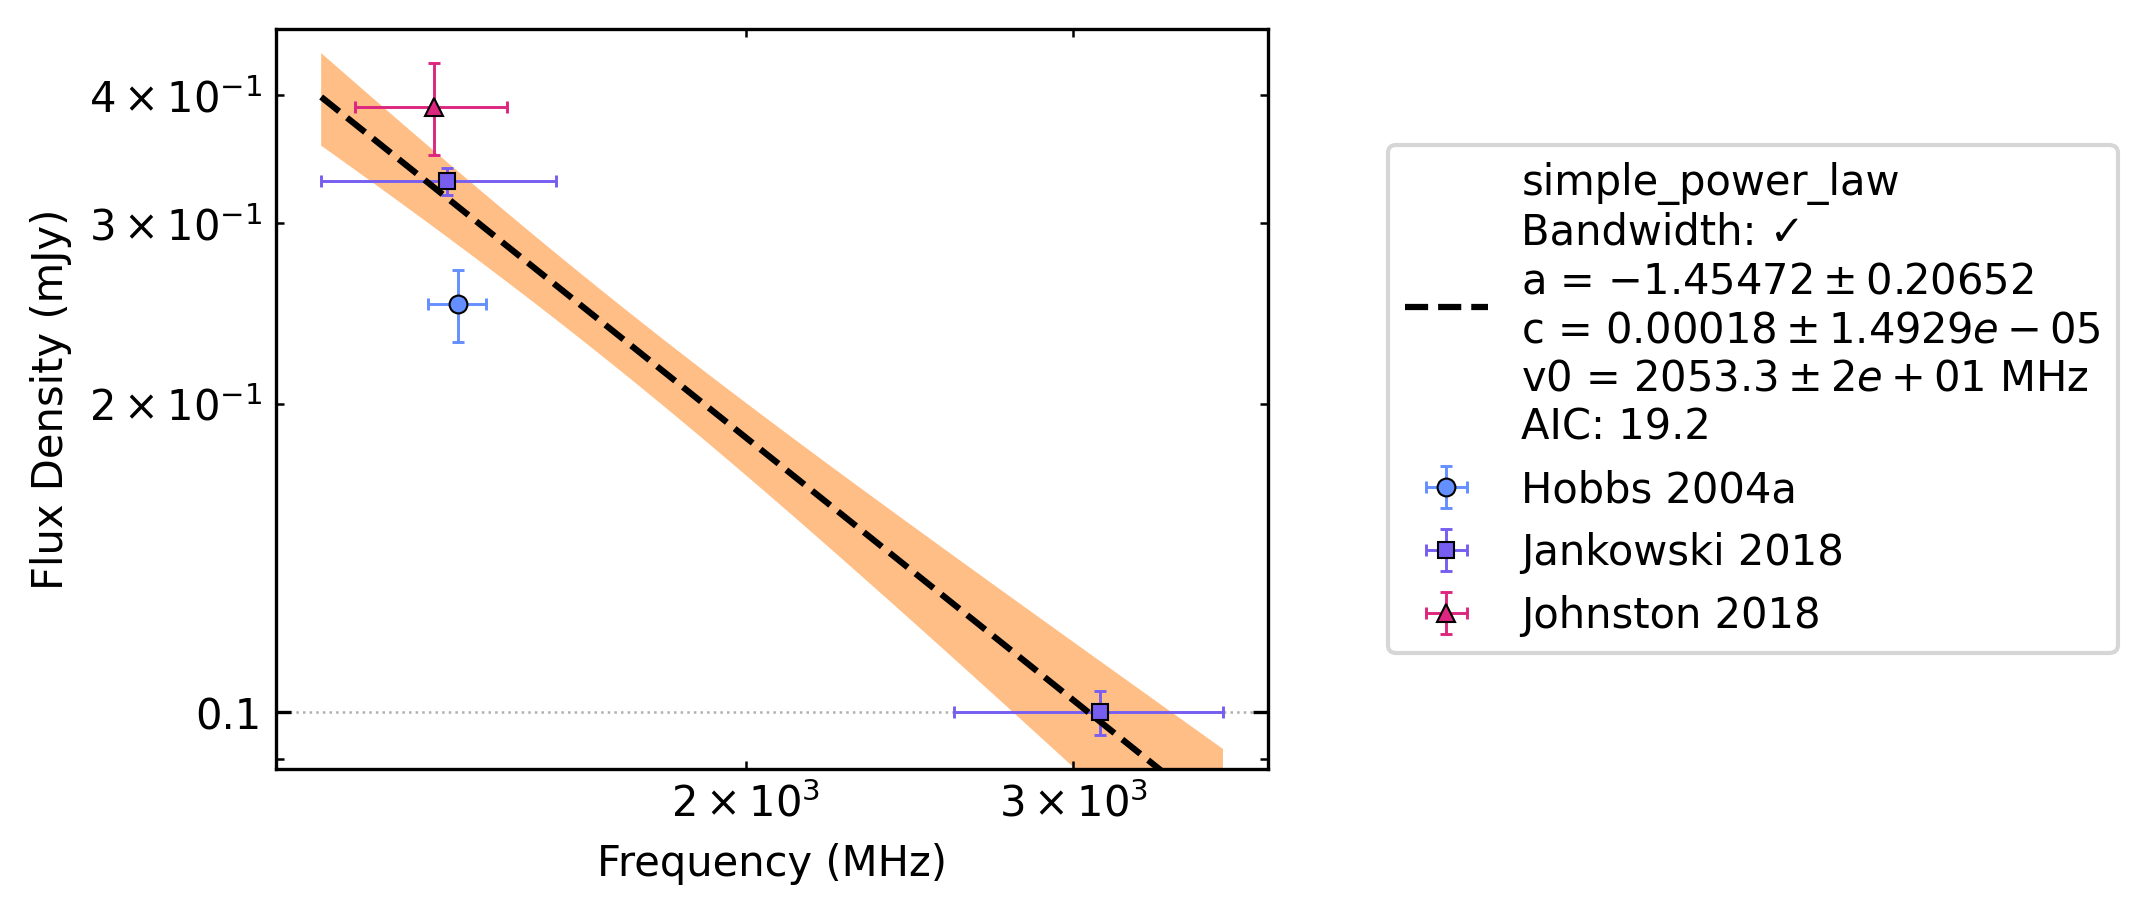 Flux Density (mJy)
4 × 10⁻¹
3 × 10⁻¹
2 × 10⁻¹
0.1
2 × 10³
3 × 10³
Frequency (MHz)
simple_power_law
Bandwidth: ✓
a = −1.45472 ± 0.20652
c = 0.00018 ± 1.4929e − 05
v0 = 2053.3 ± 2e + 01 MHz
AIC: 19.2
Hobbs 2004a
Jankowski 2018
Johnston 2018